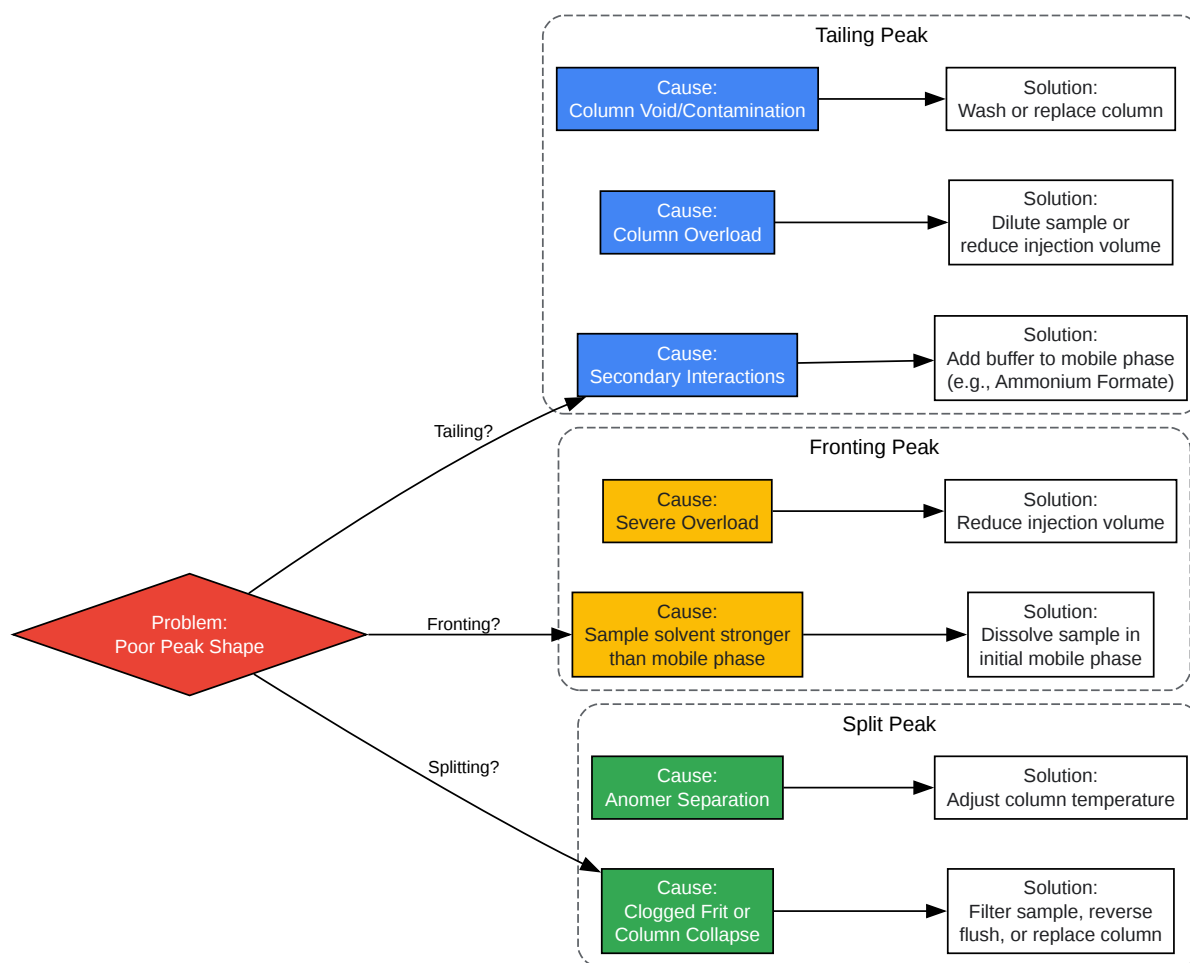 Tailing Peak
Cause:
Column Void/Contamination
Solution:
Wash or replace column
Cause:
Column Overload
Solution:
Dilute sample or
reduce injection volume
Cause:
Secondary Interactions
Solution:
Add buffer to mobile phase
(e.g., Ammonium Formate)
Tailing?
Fronting Peak
Cause:
Severe Overload
Solution:
Reduce injection volume
Problem:
Poor Peak Shape
Fronting?
Cause:
Sample solvent stronger
than mobile phase
Solution:
Dissolve sample in
initial mobile phase
Split Peak
Splitting?
Cause:
Anomer Separation
Solution:
Adjust column temperature
Cause:
Clogged Frit or
Column Collapse
Solution:
Filter sample, reverse
flush, or replace column